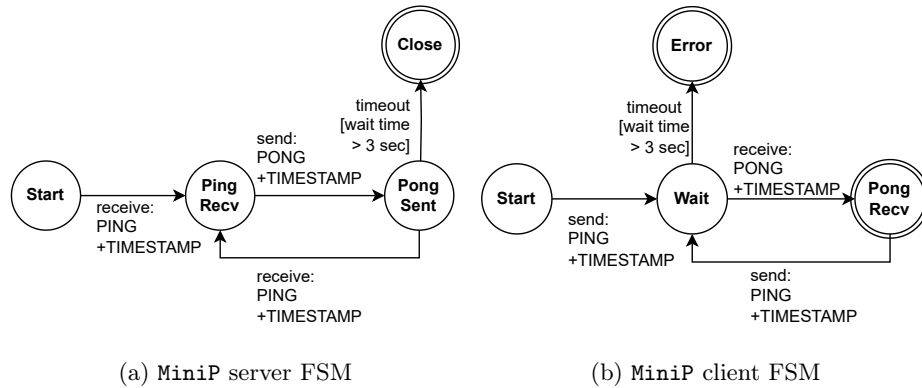 Close
timeout
[wait time
> 3 sec]
send:
PONG
+TIMESTAMP
Start
Ping
Recv
Pong
Sent
receive:
PING
+TIMESTAMP
receive:
PING
+TIMESTAMP
(a) MiniP server FSM
Error
timeout
[wait time
> 3 sec]
receive:
PONG
+TIMESTAMP
Start
Wait
Pong
Recv
send:
PING
+TIMESTAMP
send:
PING
+TIMESTAMP
(b) MiniP client FSM